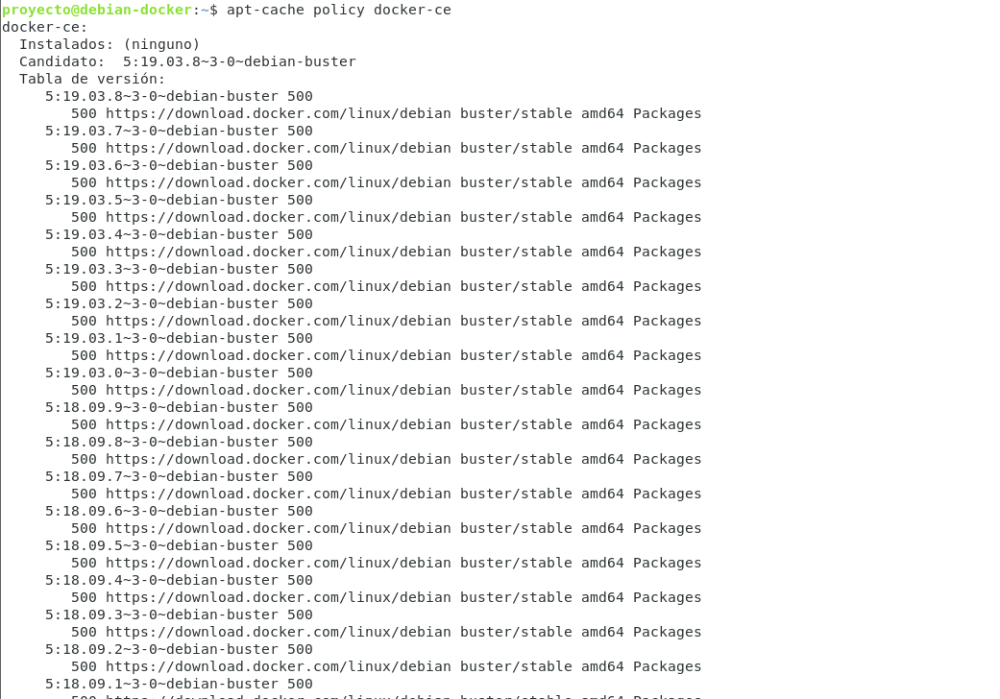 proyecto@debian-docker:~$ apt-cache policy docker-ce
docker-ce:
  Instalados: (ninguno)
  Candidato:  5:19.03.8~3-0~debian-buster
  Tabla de versión:
     5:19.03.8~3-0~debian-buster 500
        500 https://download.docker.com/linux/debian buster/stable amd64 Packages
     5:19.03.7~3-0~debian-buster 500
        500 https://download.docker.com/linux/debian buster/stable amd64 Packages
     5:19.03.6~3-0~debian-buster 500
        500 https://download.docker.com/linux/debian buster/stable amd64 Packages
     5:19.03.5~3-0~debian-buster 500
        500 https://download.docker.com/linux/debian buster/stable amd64 Packages
     5:19.03.4~3-0~debian-buster 500
        500 https://download.docker.com/linux/debian buster/stable amd64 Packages
     5:19.03.3~3-0~debian-buster 500
        500 https://download.docker.com/linux/debian buster/stable amd64 Packages
     5:19.03.2~3-0~debian-buster 500
        500 https://download.docker.com/linux/debian buster/stable amd64 Packages
     5:19.03.1~3-0~debian-buster 500
        500 https://download.docker.com/linux/debian buster/stable amd64 Packages
     5:19.03.0~3-0~debian-buster 500
        500 https://download.docker.com/linux/debian buster/stable amd64 Packages
     5:18.09.9~3-0~debian-buster 500
        500 https://download.docker.com/linux/debian buster/stable amd64 Packages
     5:18.09.8~3-0~debian-buster 500
        500 https://download.docker.com/linux/debian buster/stable amd64 Packages
     5:18.09.7~3-0~debian-buster 500
        500 https://download.docker.com/linux/debian buster/stable amd64 Packages
     5:18.09.6~3-0~debian-buster 500
        500 https://download.docker.com/linux/debian buster/stable amd64 Packages
     5:18.09.5~3-0~debian-buster 500
        500 https://download.docker.com/linux/debian buster/stable amd64 Packages
     5:18.09.4~3-0~debian-buster 500
        500 https://download.docker.com/linux/debian buster/stable amd64 Packages
     5:18.09.3~3-0~debian-buster 500
        500 https://download.docker.com/linux/debian buster/stable amd64 Packages
     5:18.09.2~3-0~debian-buster 500
        500 https://download.docker.com/linux/debian buster/stable amd64 Packages
     5:18.09.1~3-0~debian-buster 500